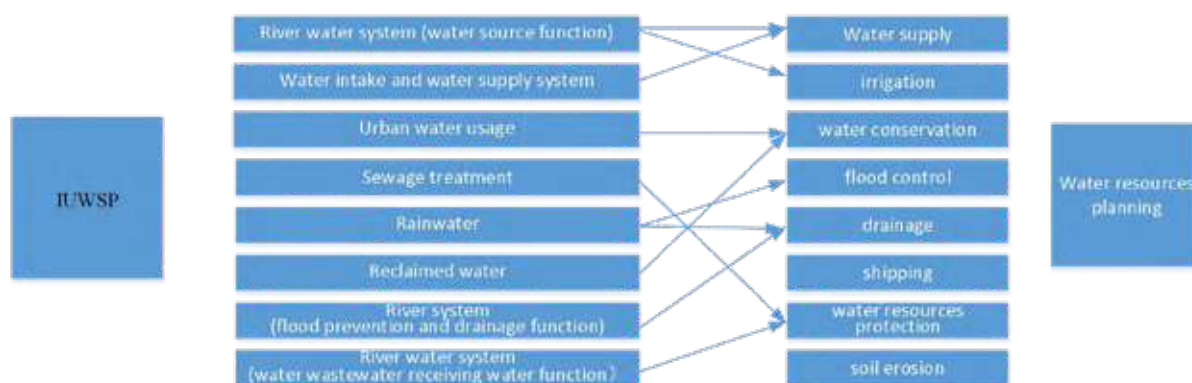 IUWSP
River water system (water source function)
Water intake and water supply system
Urban water usage
Sewage treatment
Rainwater
Reclaimed water
River system
(flood prevention and drainage function)
River water system
(water wastewater receiving water function)
Water supply
irrigation
water conservation
flood control
drainage
shipping
water resources
protection
soil erosion
Water resources
planning